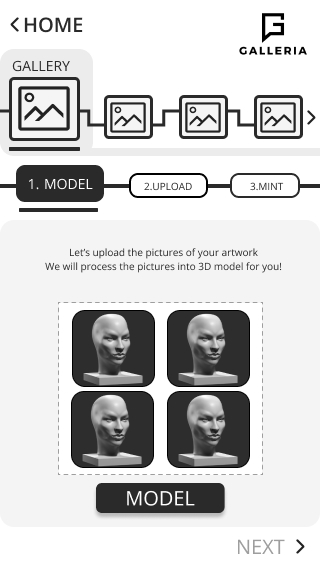 HOME
GALLERIA
GALLERY
1. MODEL
2.UPLOAD
3.MINT
Let's upload the pictures of your artwork
We will process the pictures into 3D model for you!
MODEL
NEXT